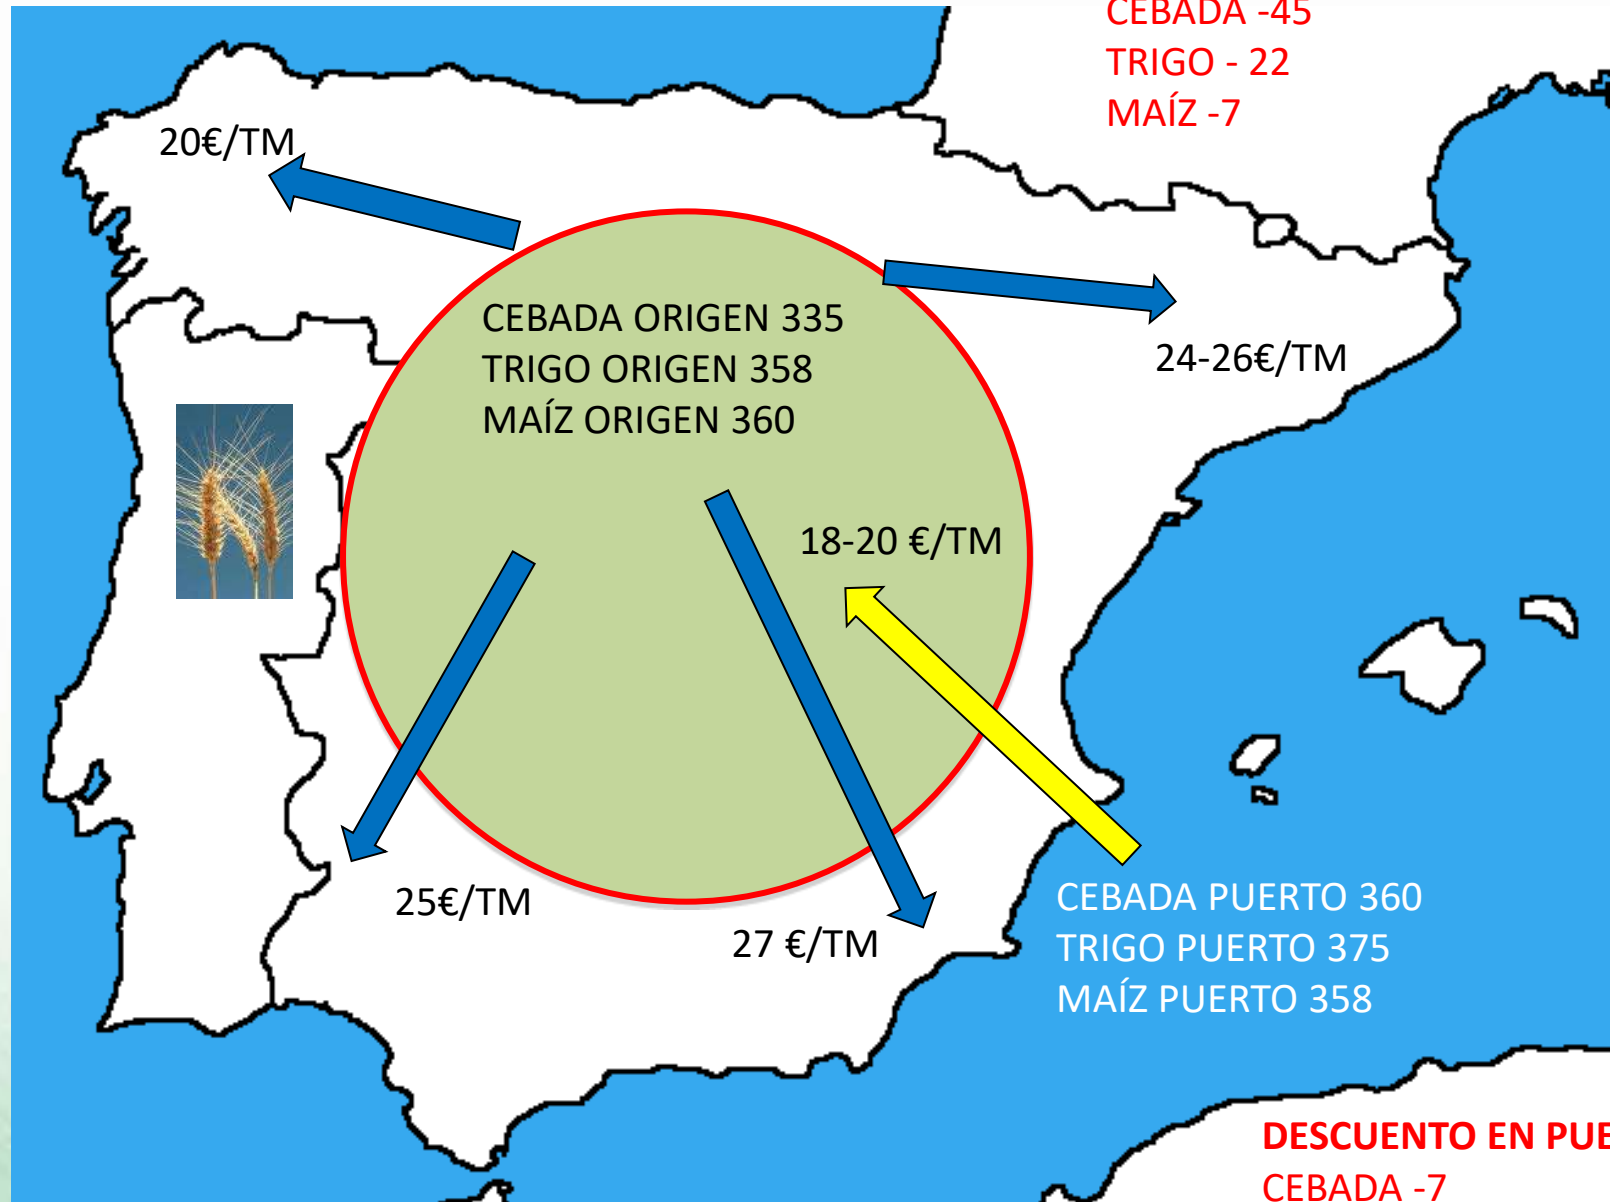 CEBADA -45
TRIGO - 22
MAÍZ -7
20€/TM
CEBADA ORIGEN 335
TRIGO ORIGEN 358
MAÍZ ORIGEN 360
24-26€/TM
18-20 €/TM
25€/TM
27 €/TM
CEBADA PUERTO 360
TRIGO PUERTO 375
MAÍZ PUERTO 358
DESCUENTO EN
CEBADA -7